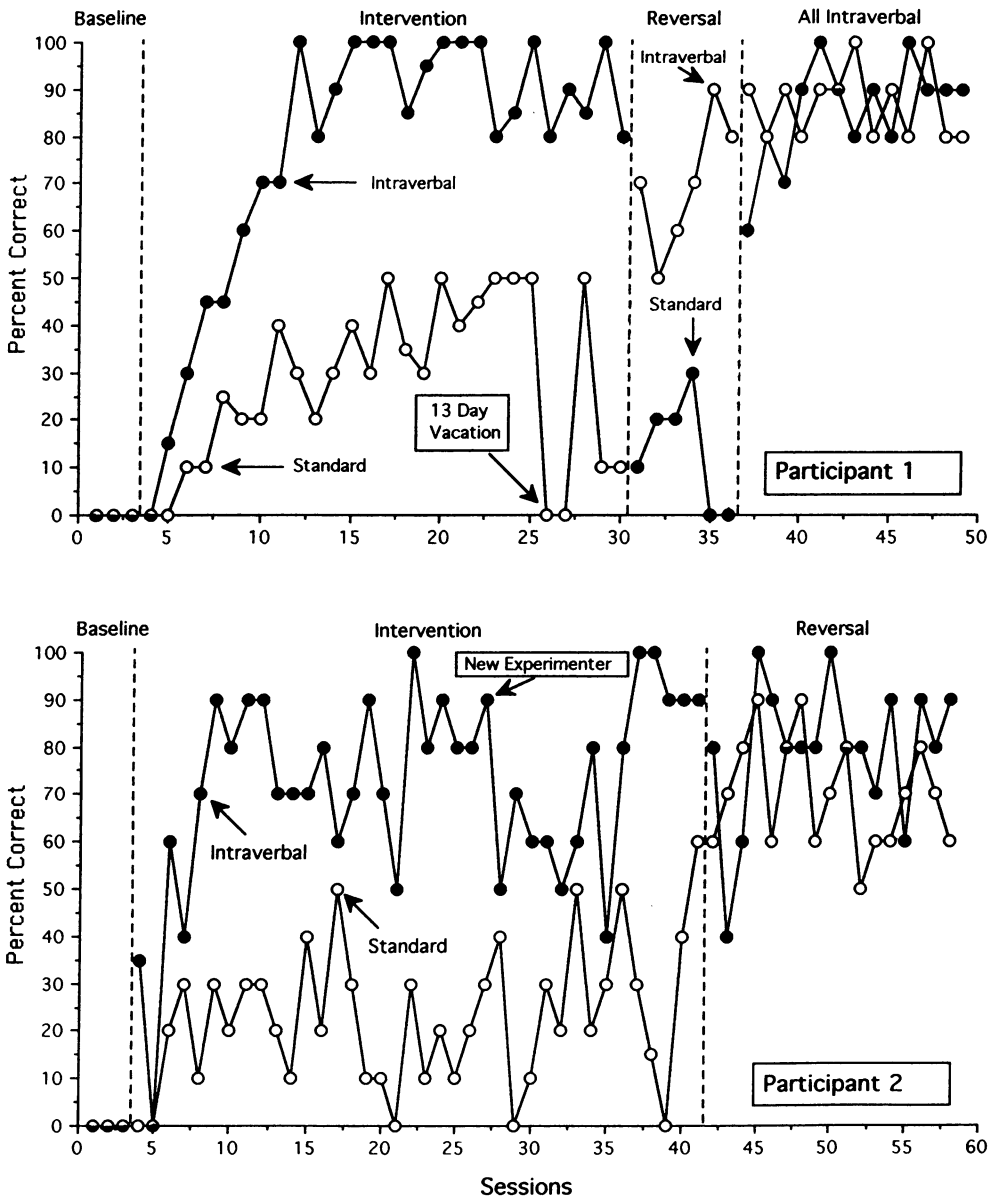 Baseline Intervention Reversal All Intraverbal
100
90
80
70
60
50
40
30
20
10
0
Percent Correct
Intraverbal
Intraverbal
Standard
13 Day
Vacation
Standard
Participant 1
0 5 10 15 20 25 30 35 40 45 50
Baseline Intervention Reversal
100
90
80
70
60
50
40
30
20
10
0
Percent Correct
New Experimenter
Intraverbal
Standard
Participant 2
0 5 10 15 20 25 30 35 40 45 50 55 60
Sessions